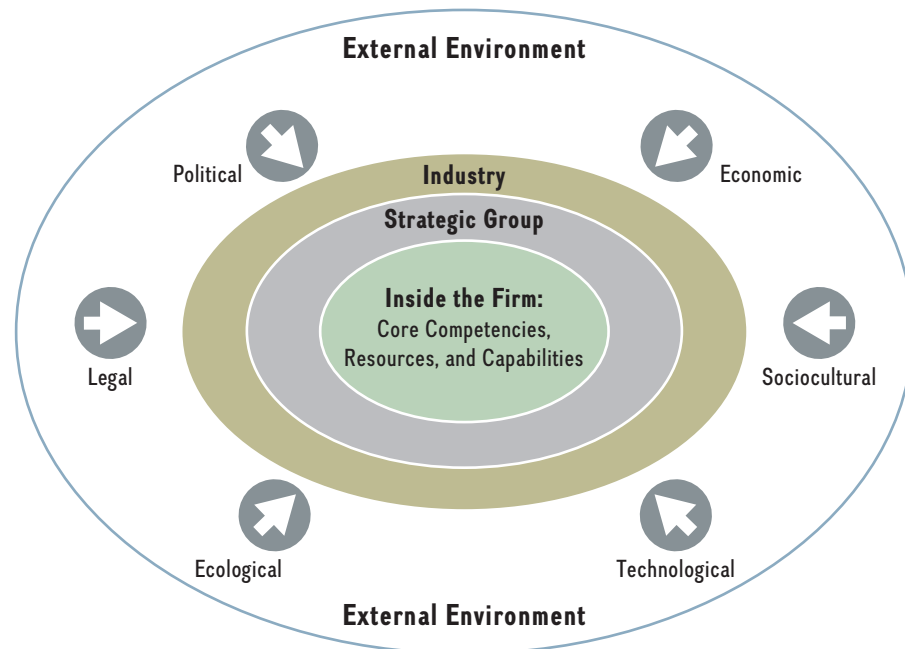 External Environment
Political
Economic
Industry
Strategic Group
Inside the Firm:
Core Competencies,
Resources, and Capabilities
Legal
Sociocultural
Ecological
Technological
External Environment